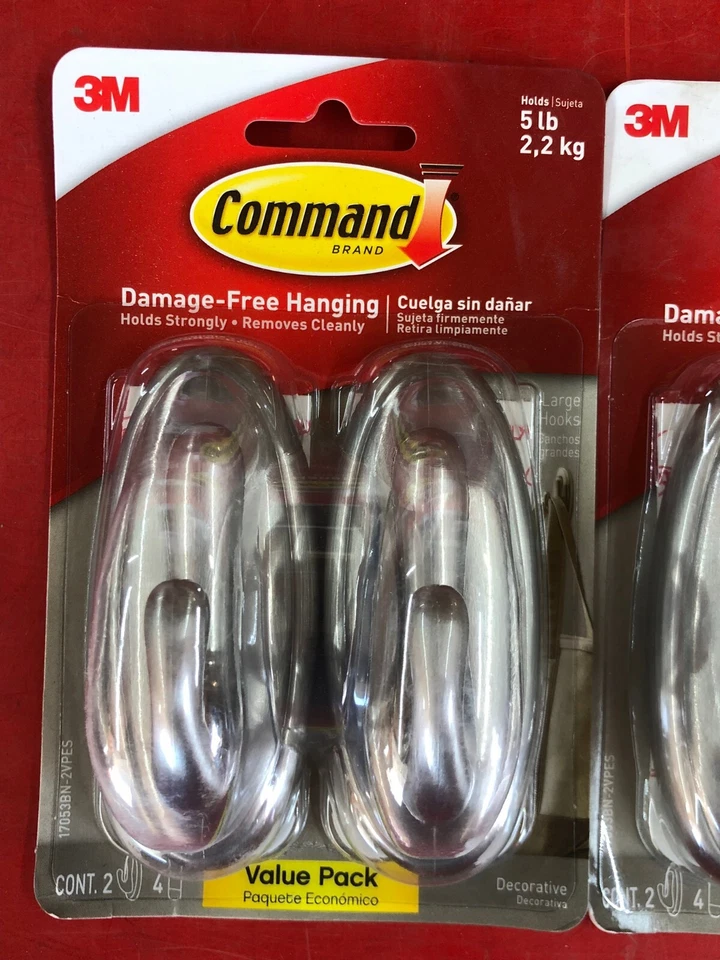 3M
Holds | Sujeta
5 lb
2,2 kg
Command
BRAND
Damage-Free Hanging
Holds Strongly • Removes Cleanly
Cuelga sin dañar
Sujeta firmemente
Retira limpiamente
Large
Hooks
Ganchos
grandes
17053BN-2VPES
CONT. 2
4
Value Pack
Paquete Económico
Decorative
Decorativa
3M
Dama
Holds St
17053BN-2VPES
CONT. 2
4